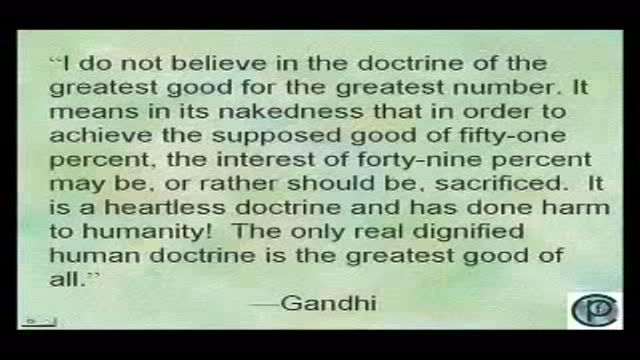 “I do not believe in the doctrine of the
greatest good for the greatest number. It
means in its nakedness that in order to
achieve the supposed good of fifty-one
percent, the interest of forty-nine percent
may be, or rather should be, sacrificed.  It
is a heartless doctrine and has done harm
to humanity!  The only real dignified
human doctrine is the greatest good of
all.”
—Gandhi